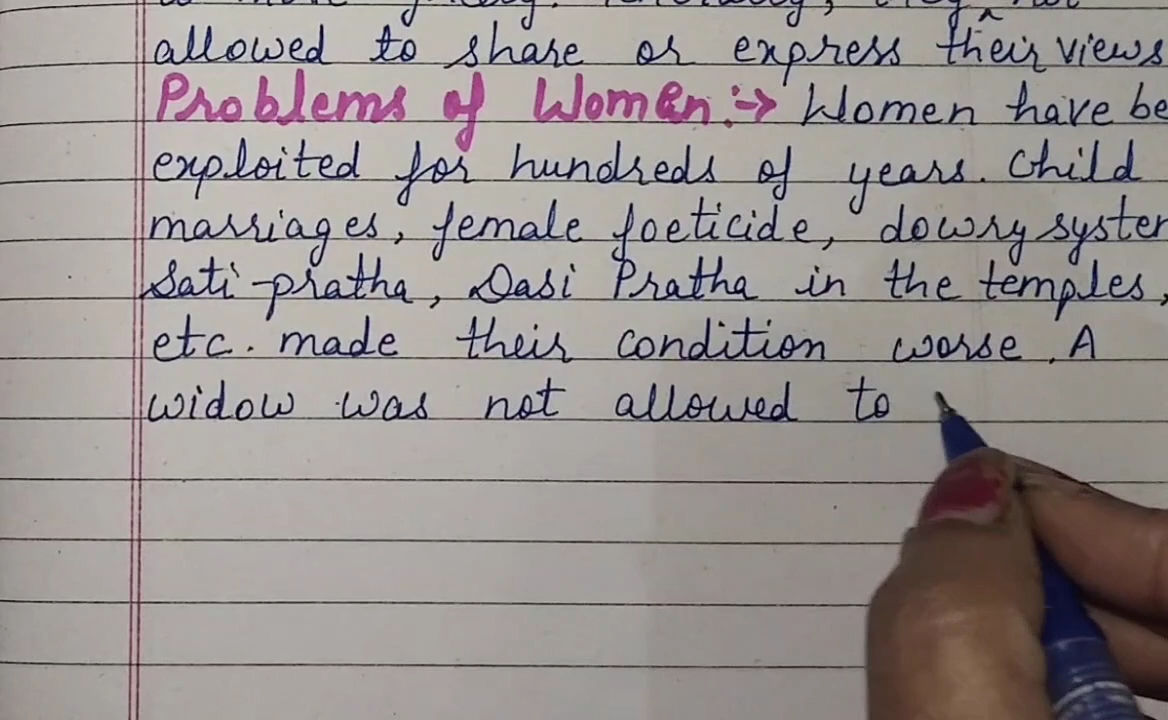 allowed to share or express their views
Problems of Women :-> Women have be
exploited for hundreds of years. Child
marriages, female foeticide, dowry system
Sati-pratha, Dasi Pratha in the temples,
etc. made their condition worse. A
widow was not allowed to